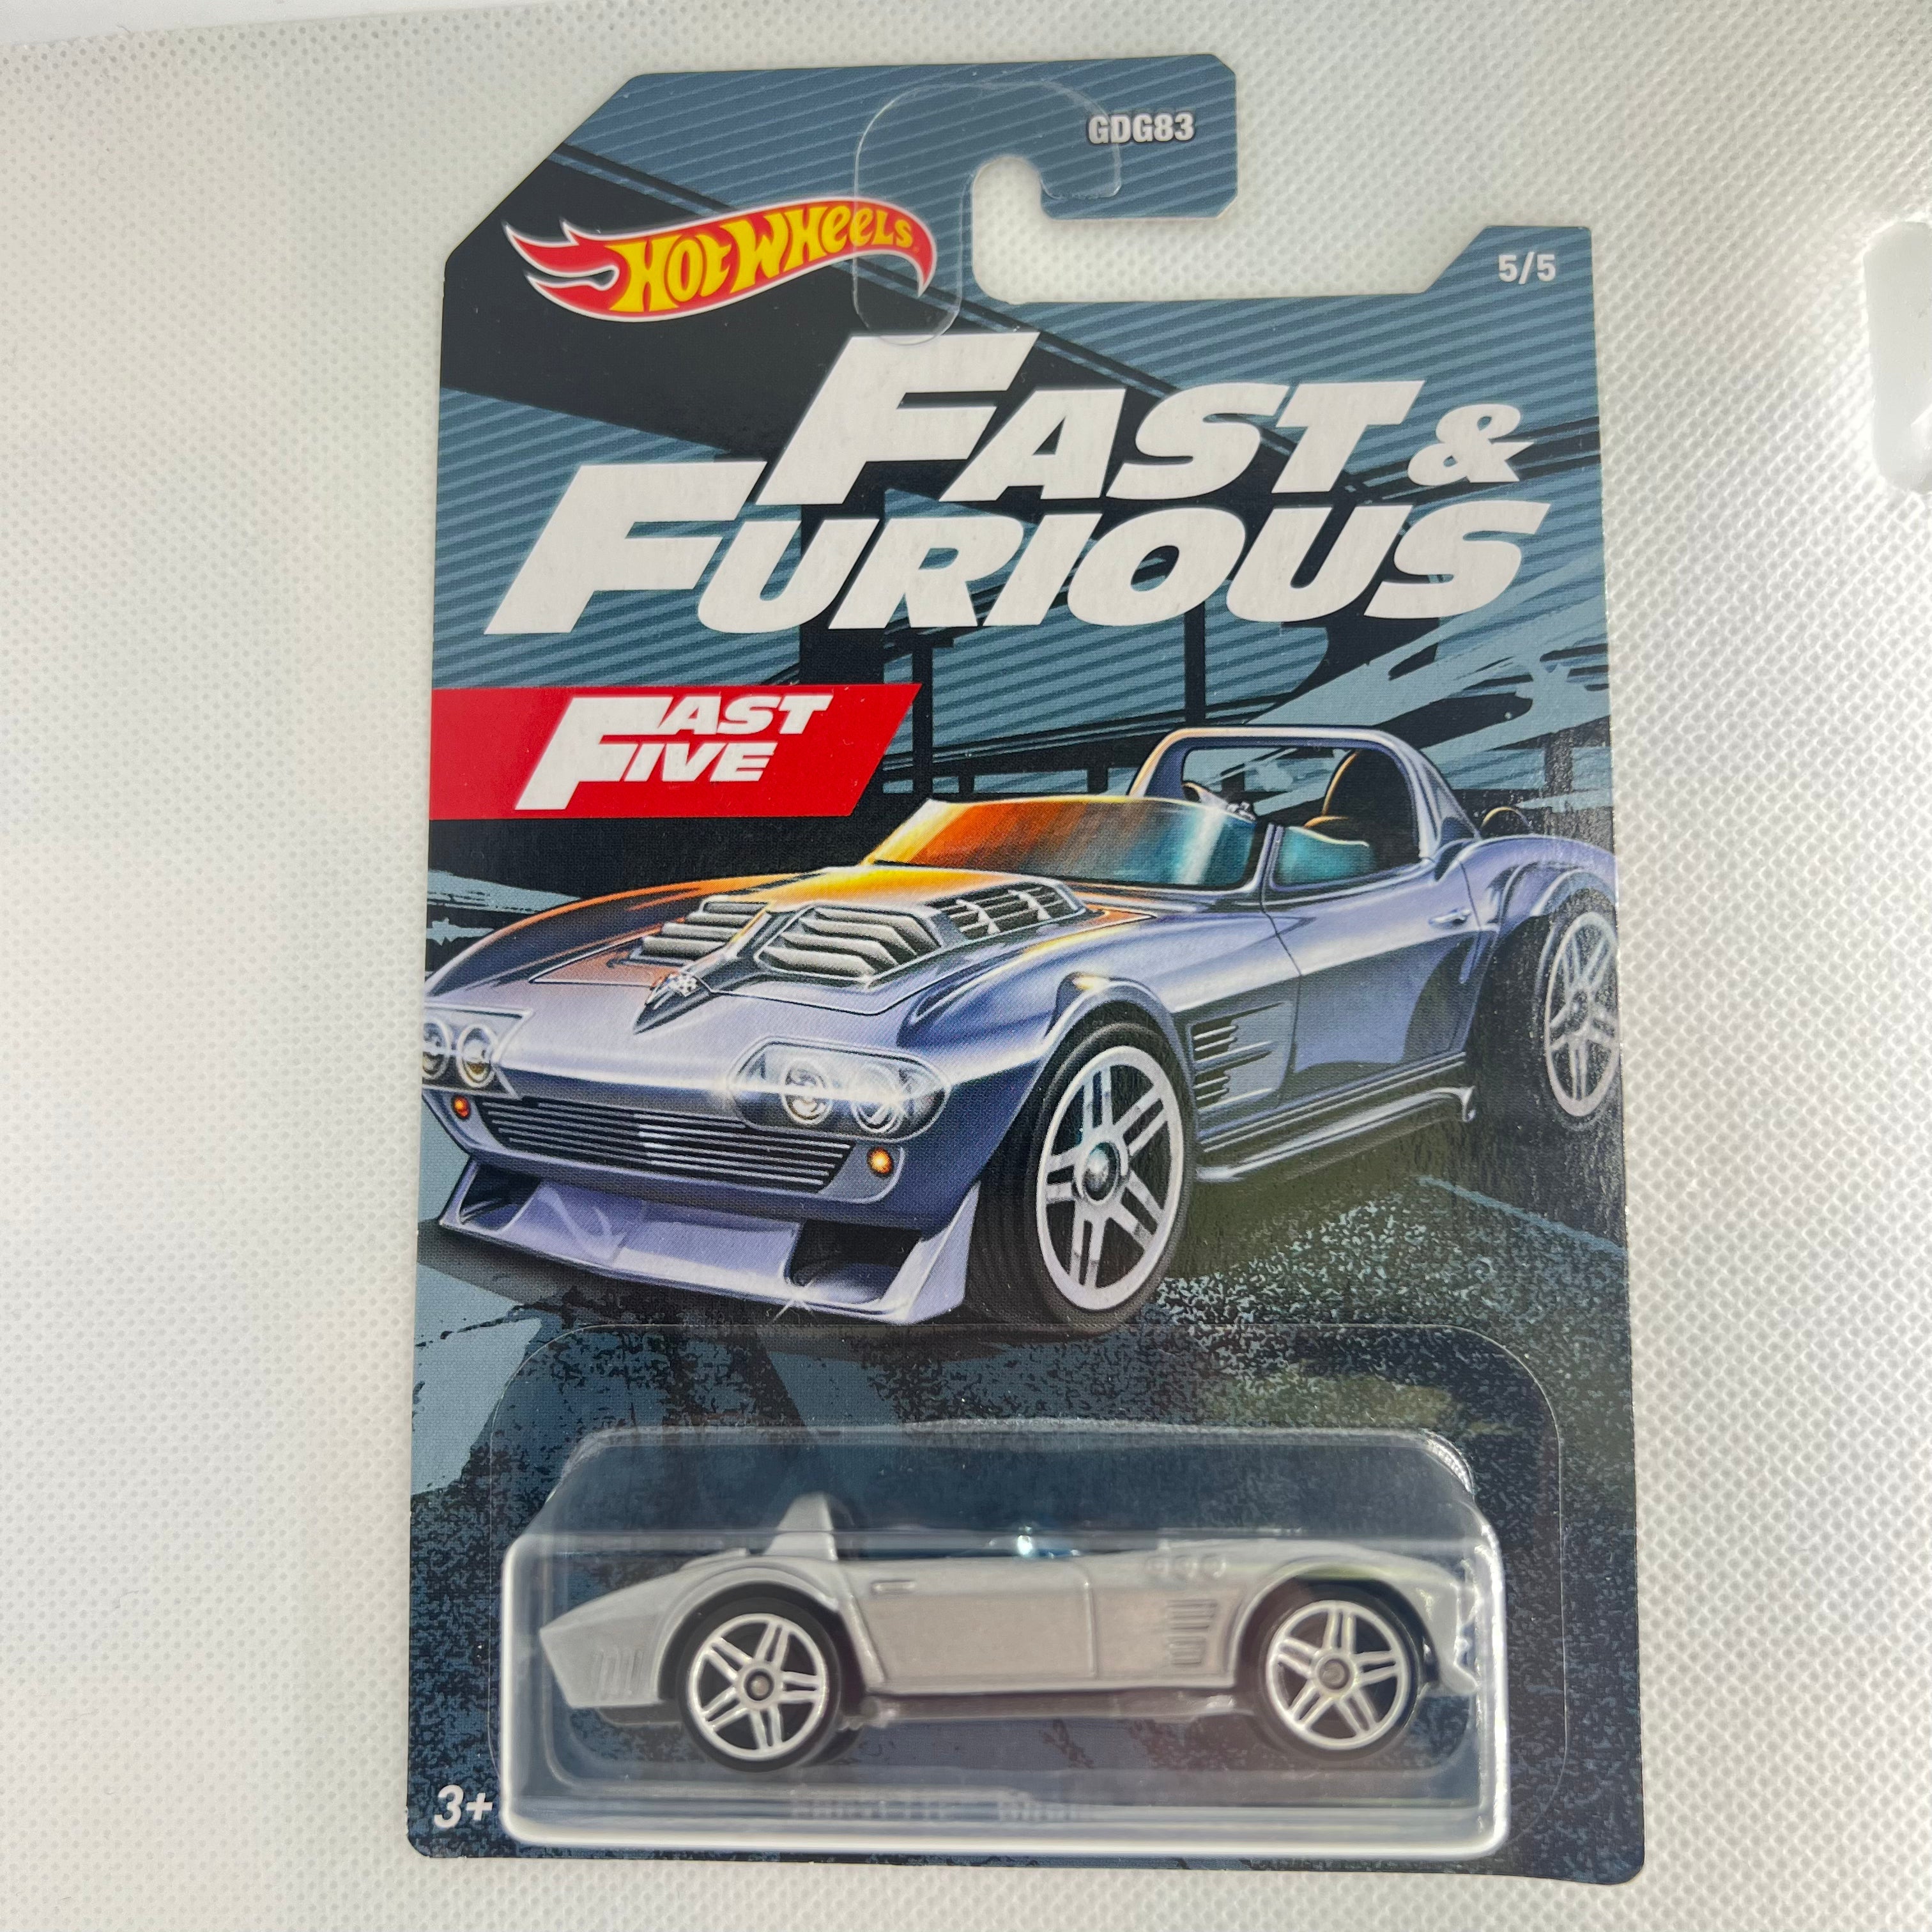 GDG83
HOT WHEELS
5/5
FAST &
FURIOUS
FAST
FIVE
3+